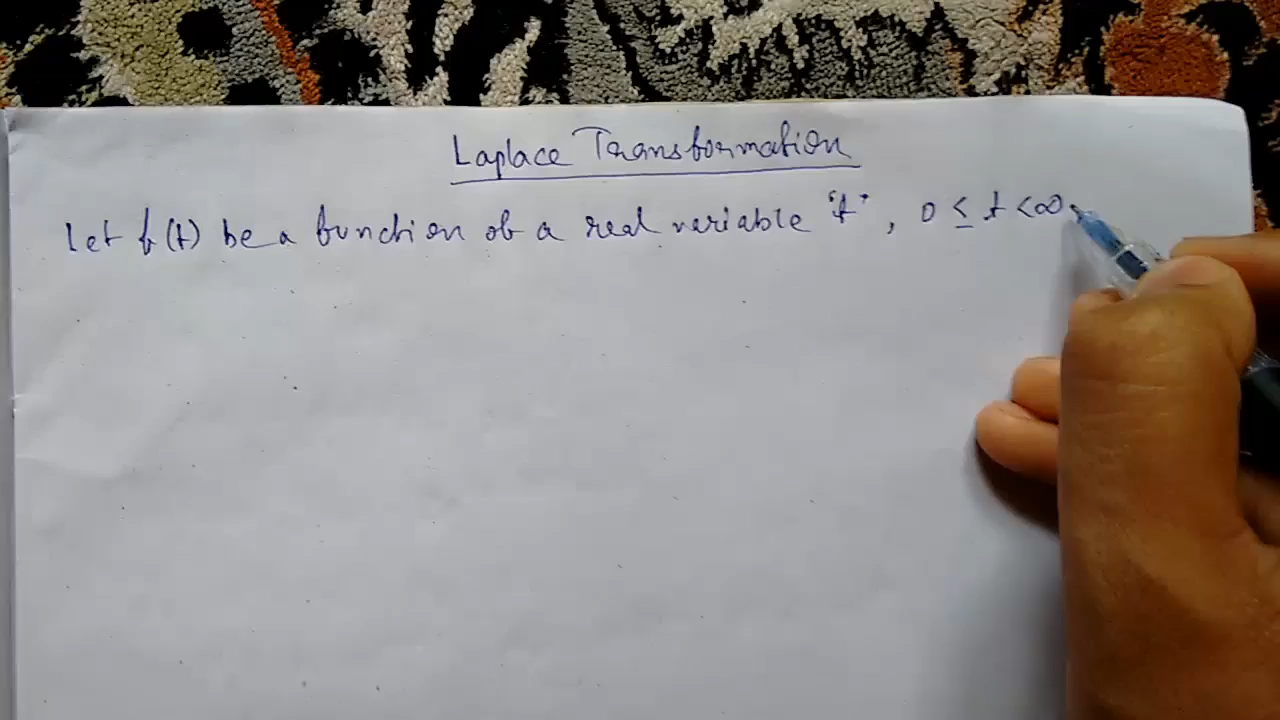 Laplace Transformation
Let f(t) be a function of a real variable 't', 0 ≤ t < ∞